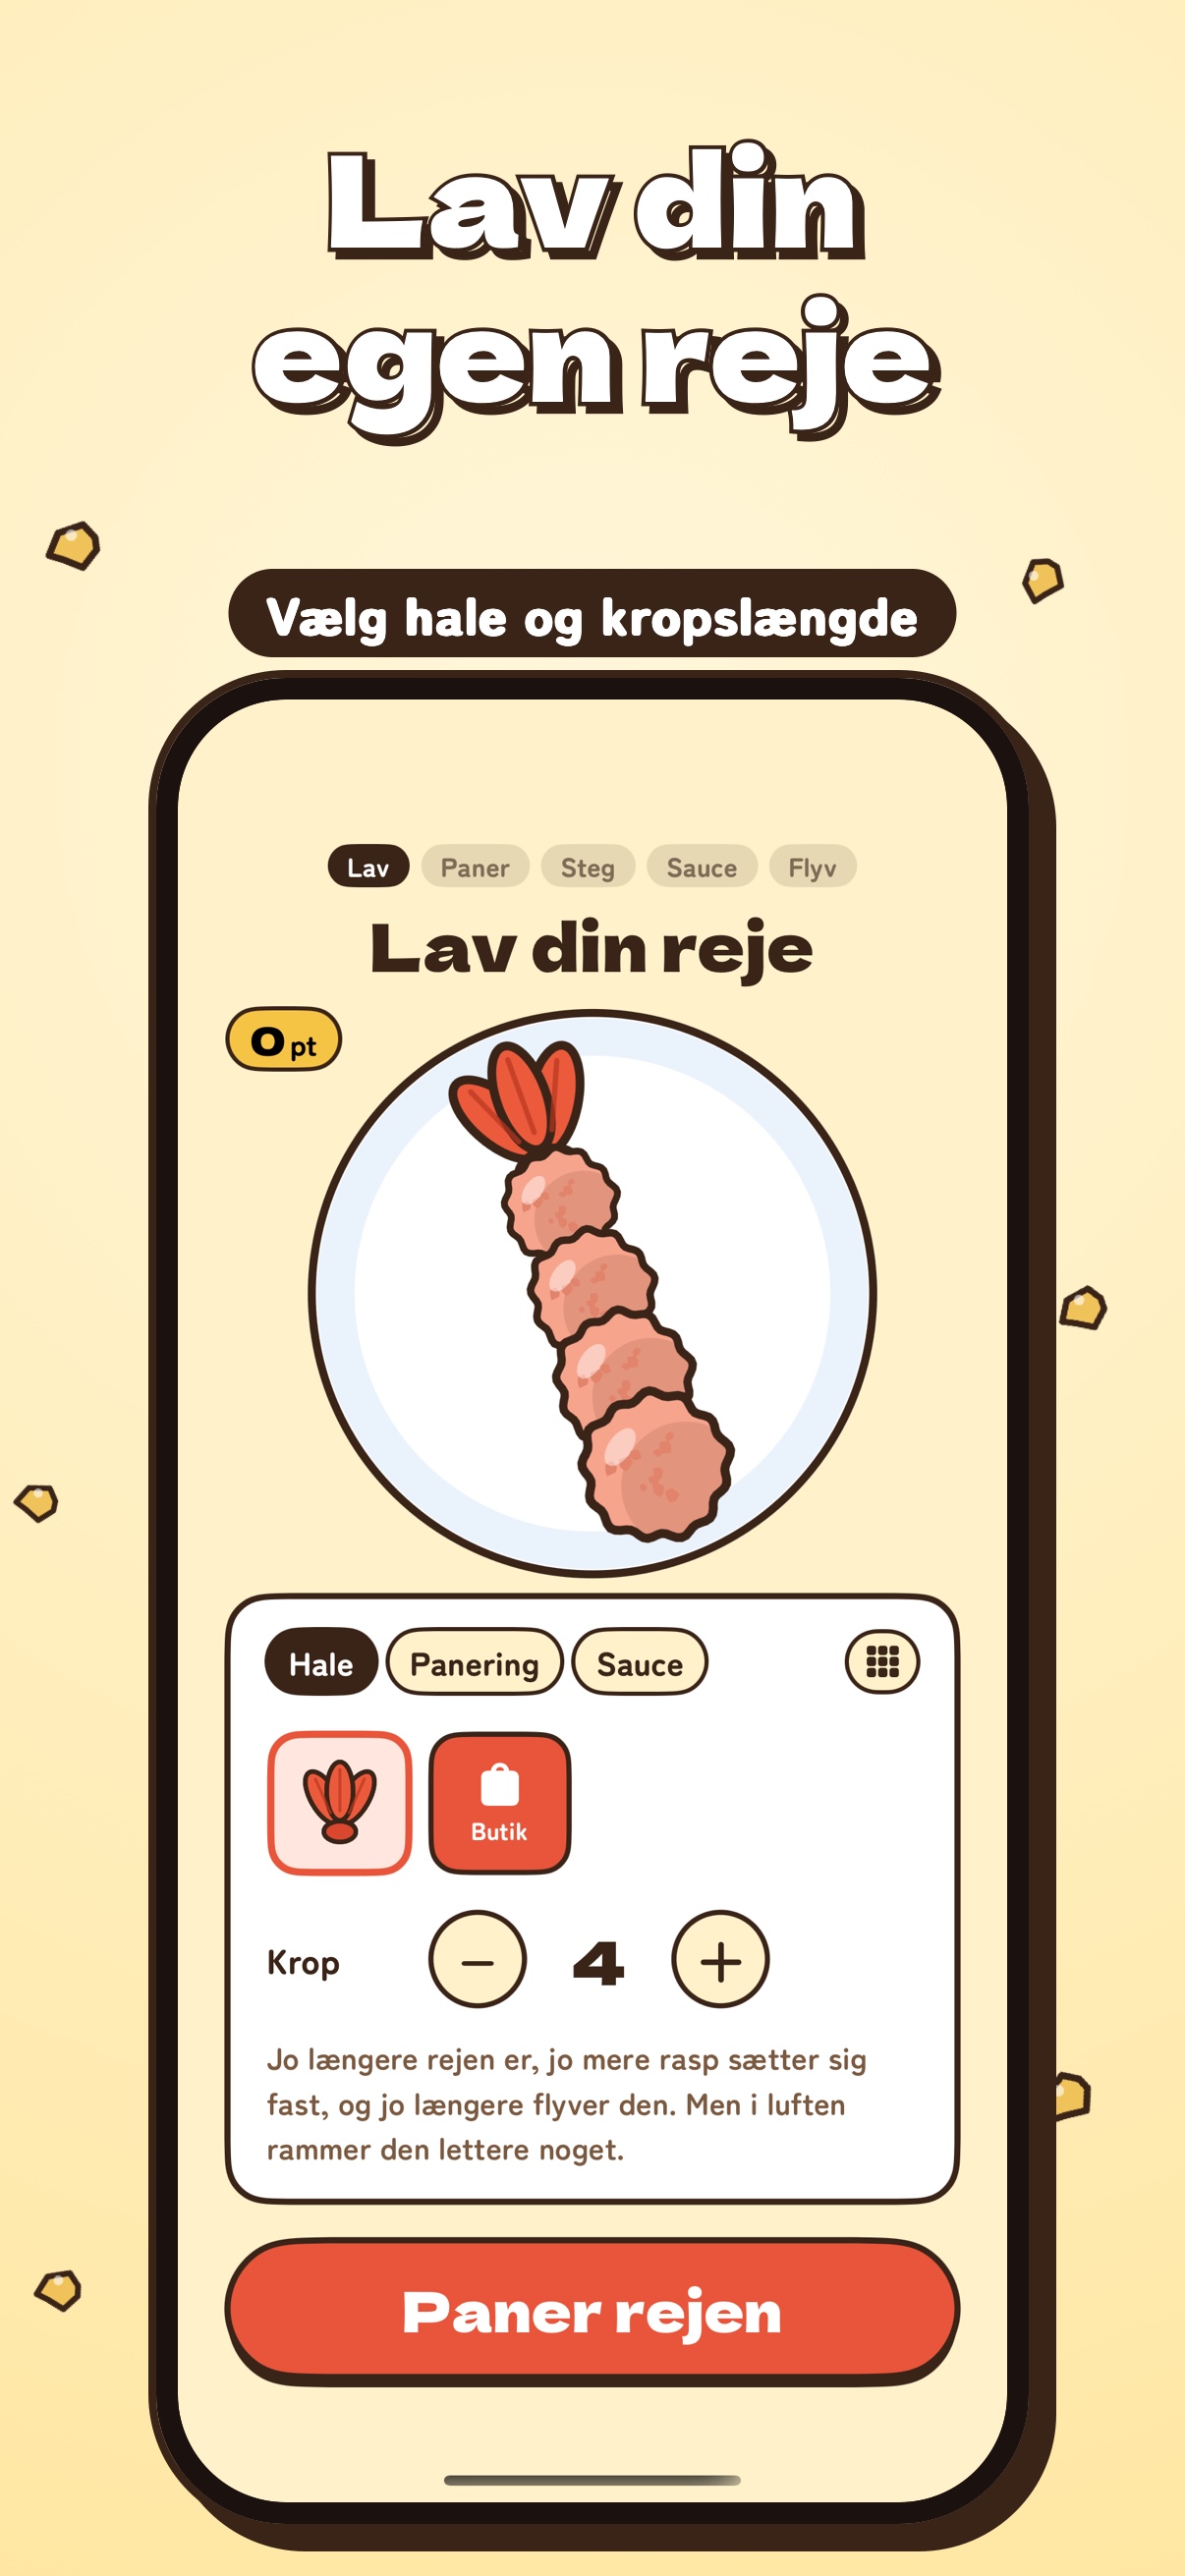 Lav din
egen reje
Vælg hale og kropslængde
Lav Paner Steg Sauce Flyv
Lav din reje
0 pt
Hale Panering Sauce
Butik
Krop − 4 +
Jo længere rejen er, jo mere rasp sætter sig
fast, og jo længere flyver den. Men i luften
rammer den lettere noget.
Paner rejen